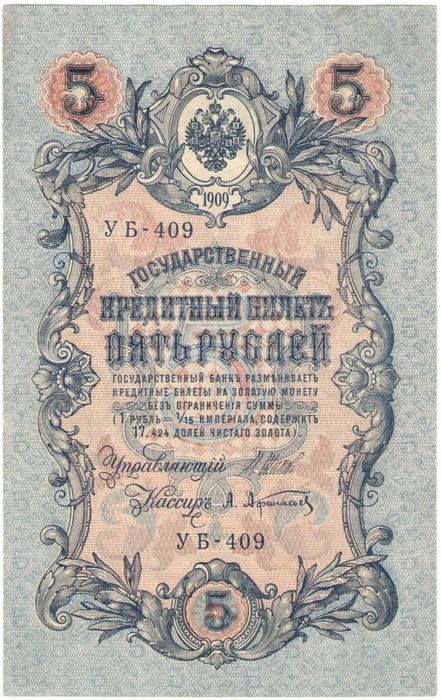 5 5
1909
УБ-409
ГОСУДАРСТВЕННЫЙ
КРЕДИТНЫЙ БИЛЕТЪ
ПЯТЬ РУБЛЕЙ
ГОСУДАРСТВЕННЫЙ БАНКЪ РАЗМѢНИВАЕТЪ
КРЕДИТНЫЕ БИЛЕТЫ НА ЗОЛОТУЮ МОНЕТУ
БЕЗЪ ОГРАНИЧЕНІЯ СУММЫ
(1 РУБЛЬ = 1/15 ИМПЕРІАЛА, СОДЕРЖИТЪ
17,424 ДОЛЕЙ ЧИСТАГО ЗОЛОТА)
Управляющій
Кассиръ А. Афанасьев
УБ-409
5